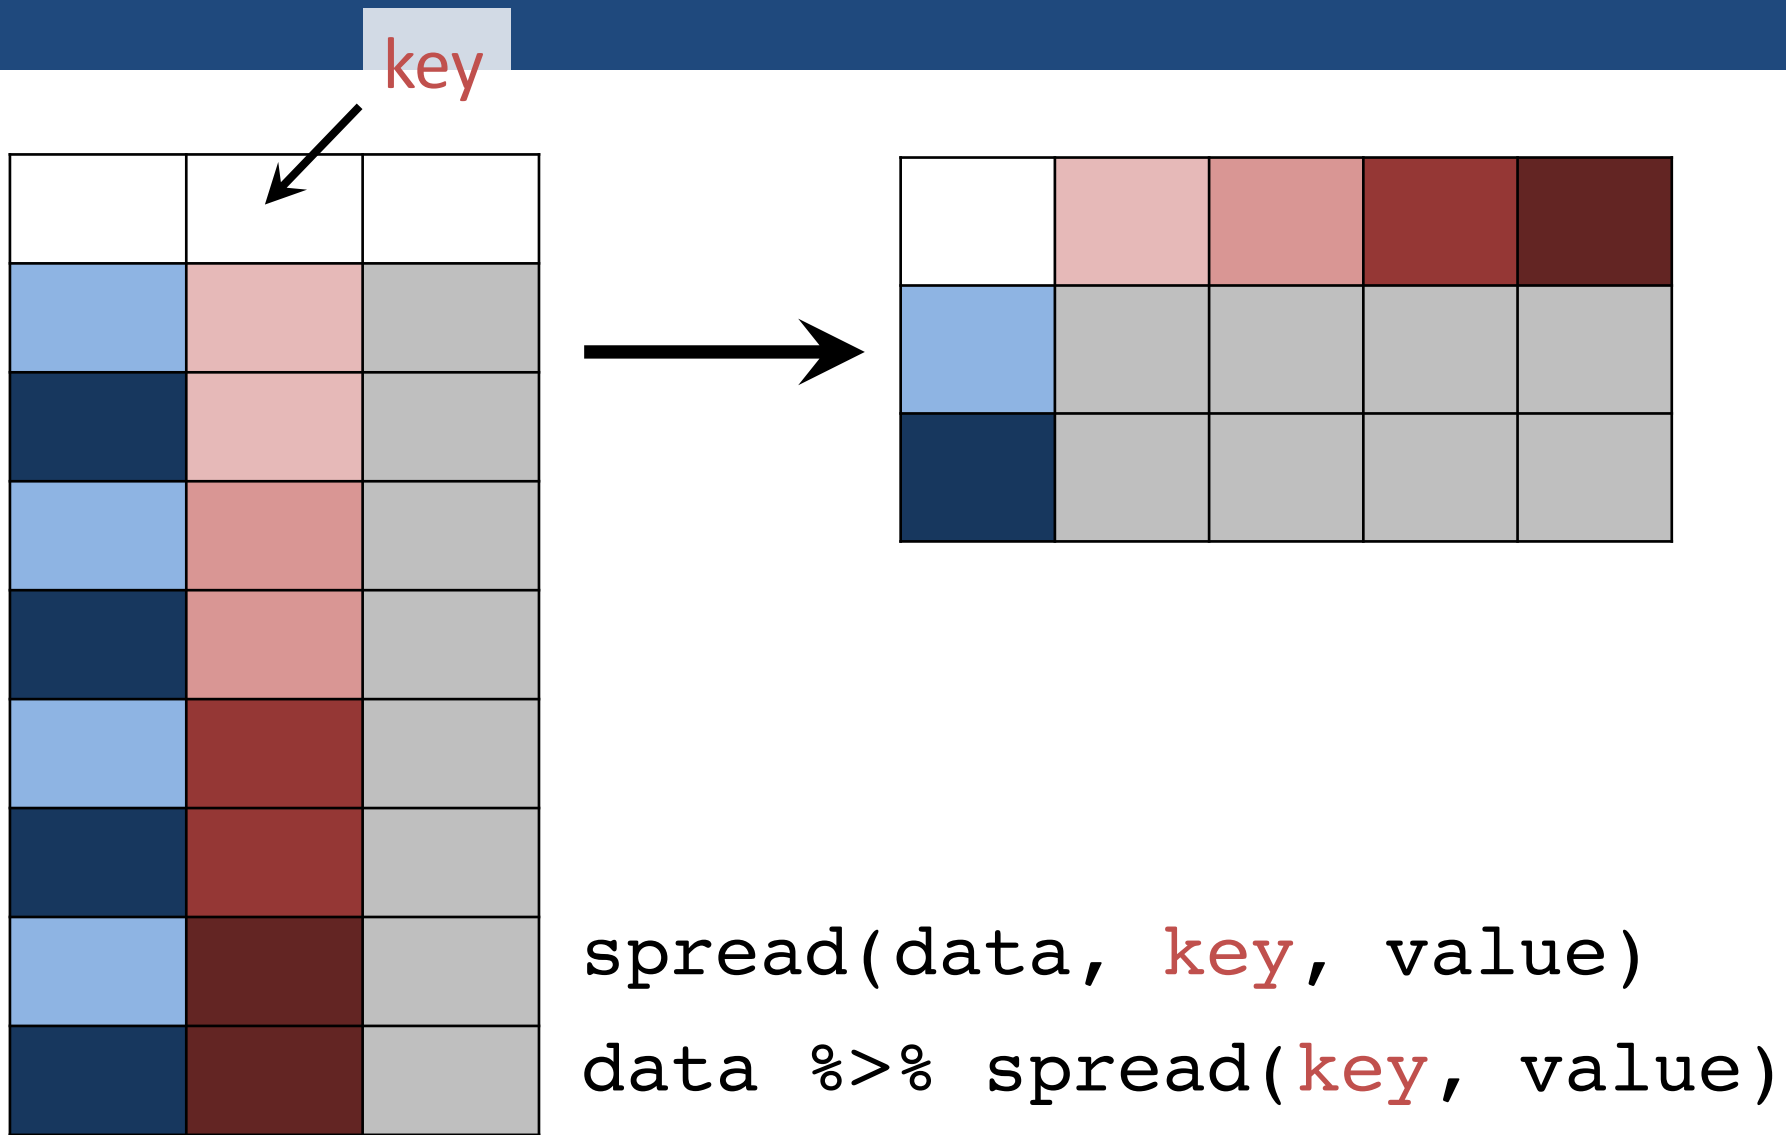 key
spread(data, key, value)
data %>% spread(key, value)